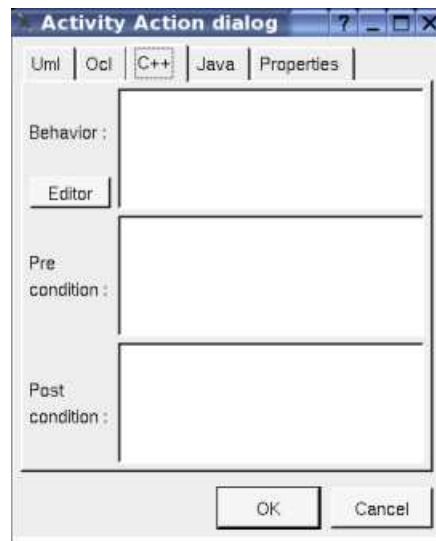 Activity Action dialog ? _ □ X
Uml Ocl C++ Java Properties
Behavior :
Editor
Pre
condition :
Post
condition :
OK Cancel